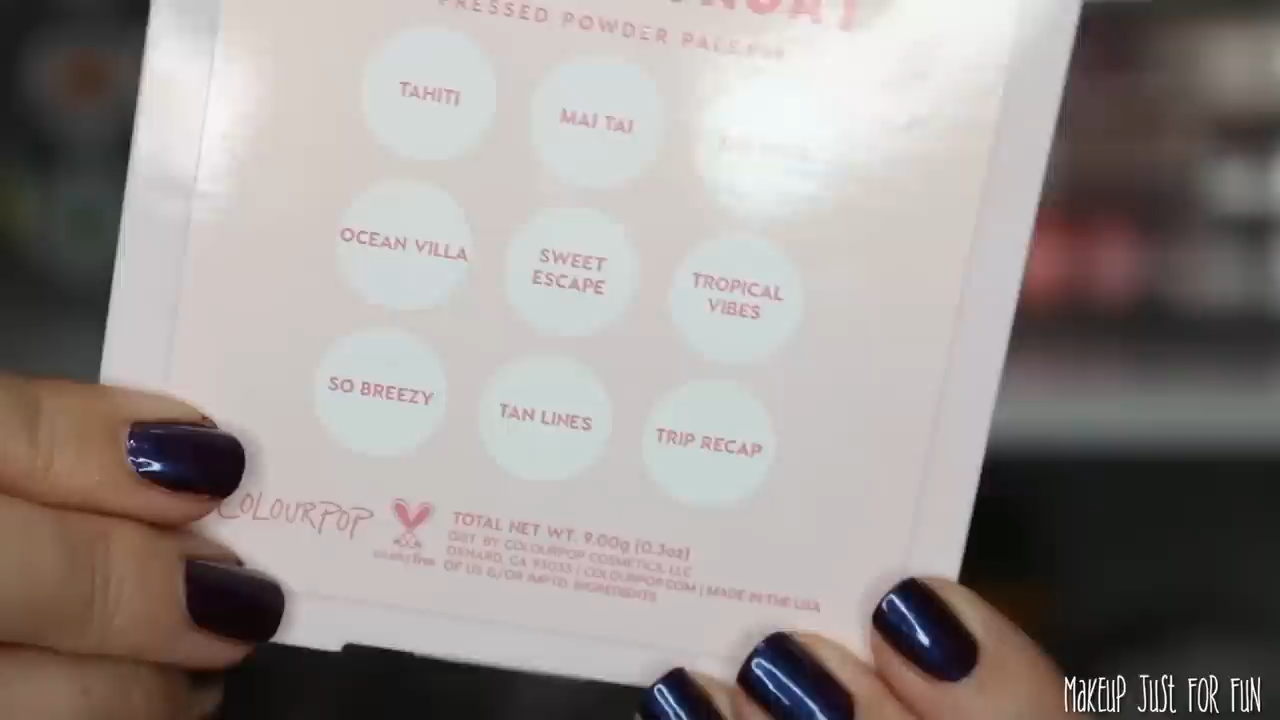 PRESSED POWDER PALETTE
TAHITI
MAI TAI
OCEAN VILLA
SWEET
ESCAPE
TROPICAL
VIBES
SO BREEZY
TAN LINES
TRIP RECAP
COLOURPOP
cruelty free
TOTAL NET WT. 9.00g (0.3oz)
DIST. BY COLOURPOP COSMETICS, LLC
OXNARD, CA 93033 / COLOURPOP.COM | MADE IN THE USA
OF US &/OR IMPTD. INGREDIENTS
MAKEUP JUST FOR FUN